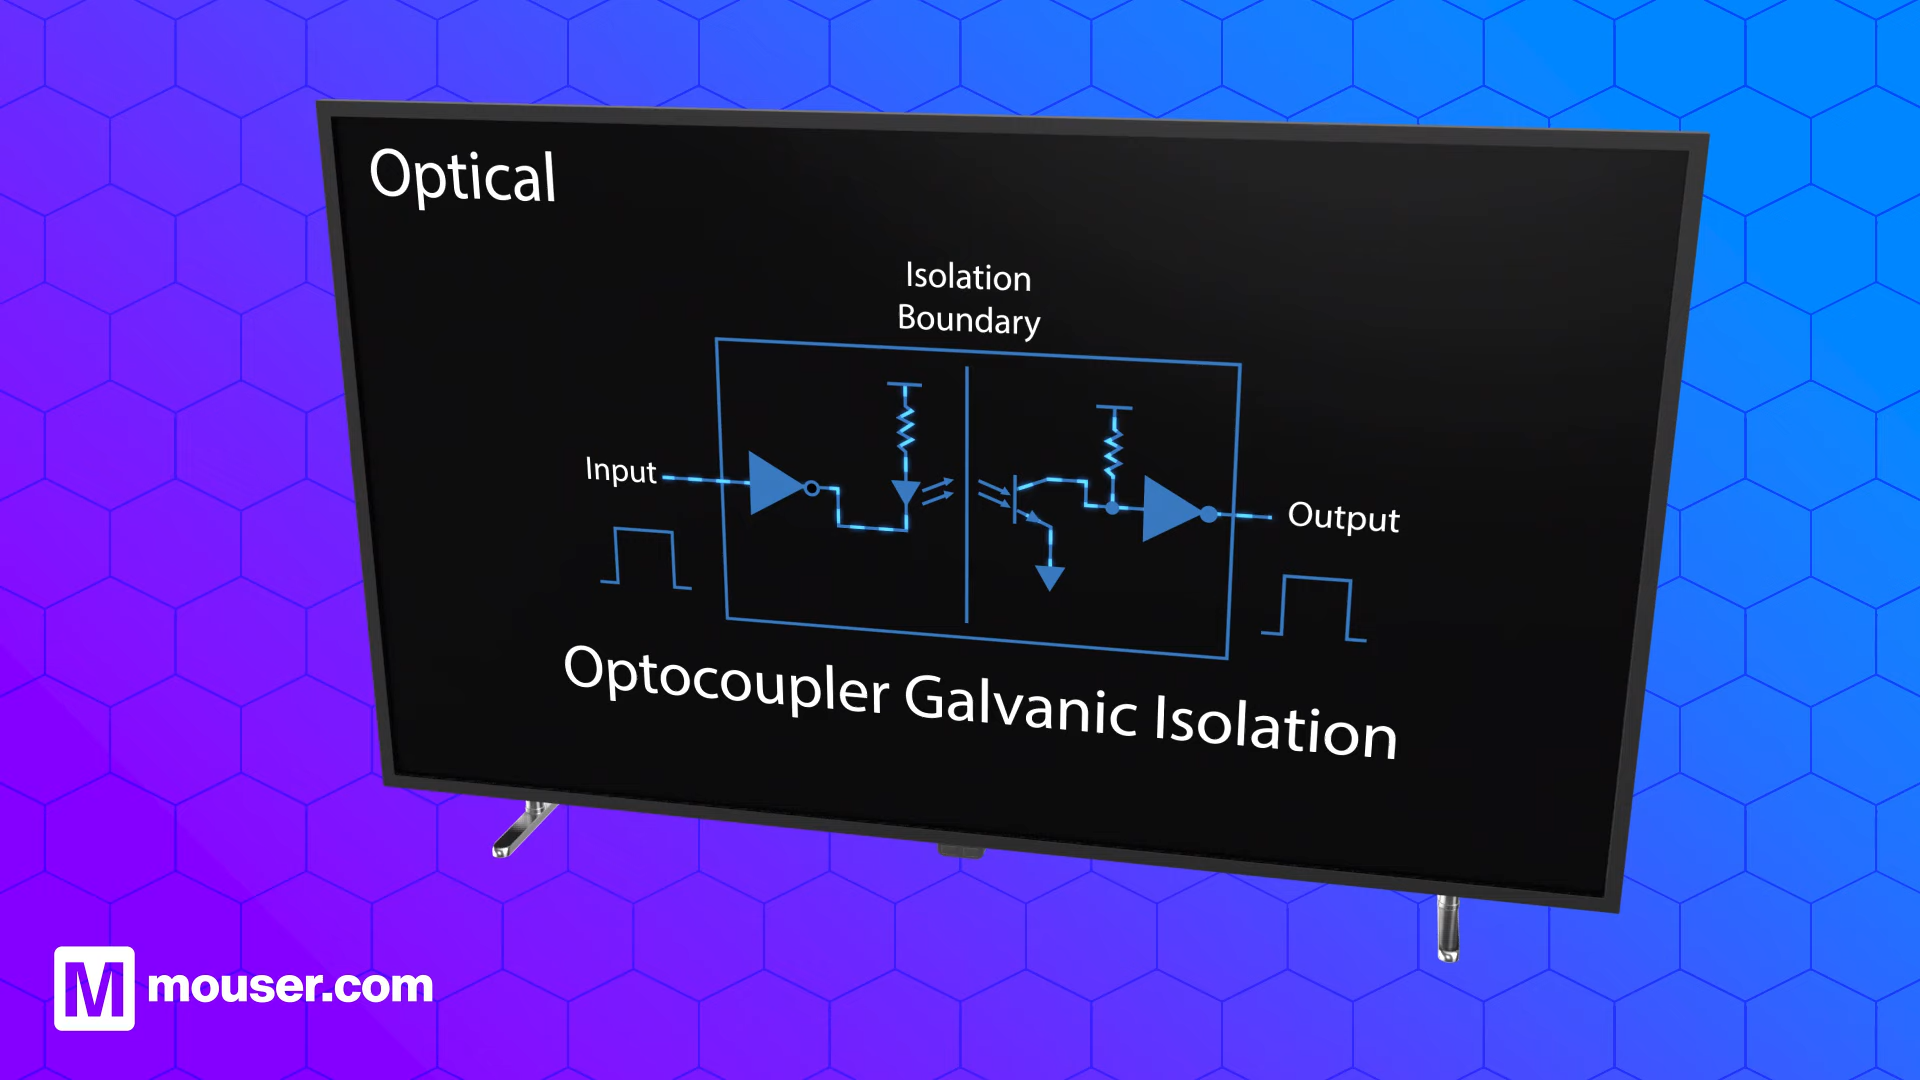 Optical
Isolation
Boundary
Input
Output
Optocoupler Galvanic Isolation
M mouser.com